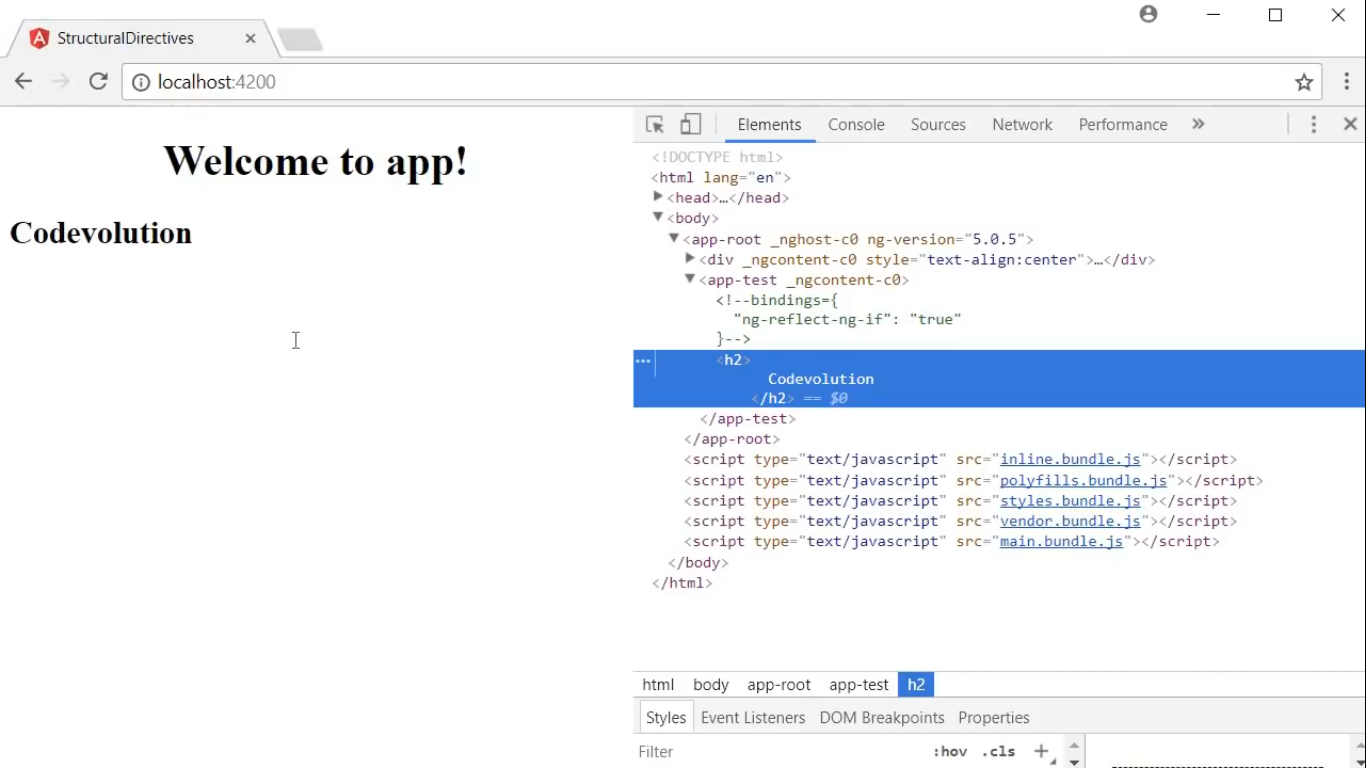 StructuralDirectives
localhost:4200
Welcome to app!
Codevolution
Elements Console Sources Network Performance »
<!DOCTYPE html>
<html lang="en">
<head>…</head>
<body>
<app-root _nghost-c0 ng-version="5.0.5">
<div _ngcontent-c0 style="text-align:center">…</div>
<app-test _ngcontent-c0>
<!--bindings={
"ng-reflect-ng-if": "true"
}-->
<h2>
Codevolution
</h2> == $0
</app-test>
</app-root>
<script type="text/javascript" src="inline.bundle.js"></script>
<script type="text/javascript" src="polyfills.bundle.js"></script>
<script type="text/javascript" src="styles.bundle.js"></script>
<script type="text/javascript" src="vendor.bundle.js"></script>
<script type="text/javascript" src="main.bundle.js"></script>
</body>
</html>
html body app-root app-test h2
Styles Event Listeners DOM Breakpoints Properties
Filter :hov .cls +